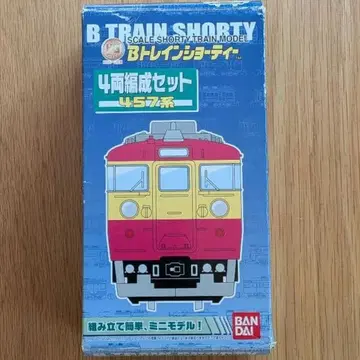 B TRAIN SHORTY
SCALE SHORTY TRAIN MODEL
Bトレインショーティー
4両編成セット
457系
組み立て簡単、ミニモデル!
BAN
DAI